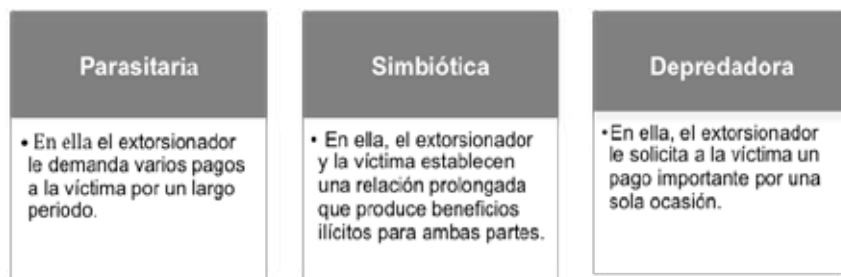 Parasitaria
• En ella el extorsionador
le demanda varios pagos
a la víctima por un largo
periodo.
Simbiótica
• En ella, el extorsionador
y la víctima establecen
una relación prolongada
que produce beneficios
ilícitos para ambas partes.
Depredadora
• En ella, el extorsionador
le solicita a la víctima un
pago importante por una
sola ocasión.